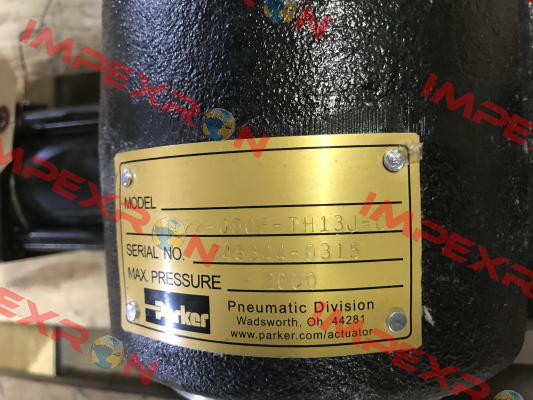 IMPEXRON
IMPEXRON
IMPEXRON
IMPEXRON
IMPEXRON
MODEL
SERIAL NO.
MAX. PRESSURE
Parker
Pneumatic Division
Wadsworth, Oh 44281
www.parker.com/actuator